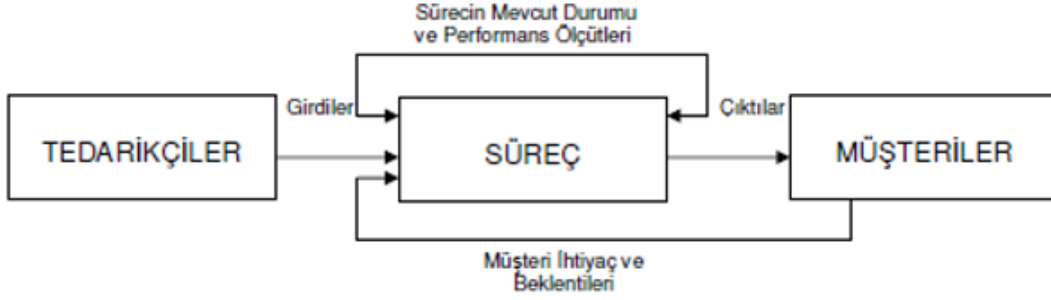 Sürecin Mevcut Durumu
ve Performans Ölçütleri
Girdiler
Çıktılar
TEDARİKÇİLER
SÜREÇ
MÜŞTERİLER
Müşteri İhtiyaç ve
Beklentileri